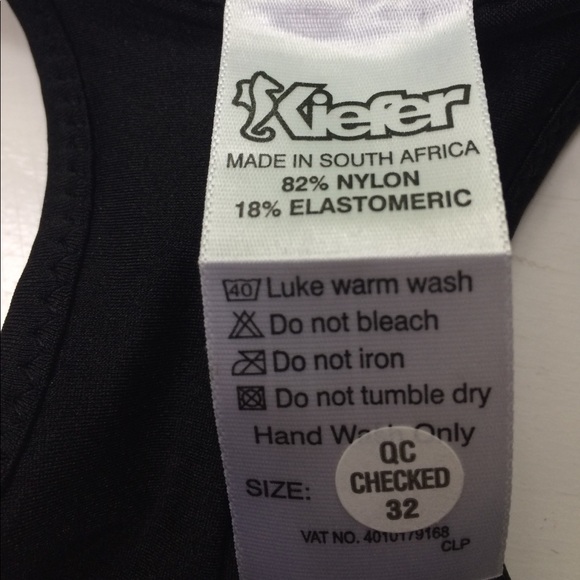 Kiefer
MADE IN SOUTH AFRICA
82% NYLON
18% ELASTOMERIC
40 Luke warm wash
Do not bleach
Do not iron
Do not tumble dry
Hand Only
QC
CHECKED
32
SIZE:
VAT NO. 4010179168
CLP